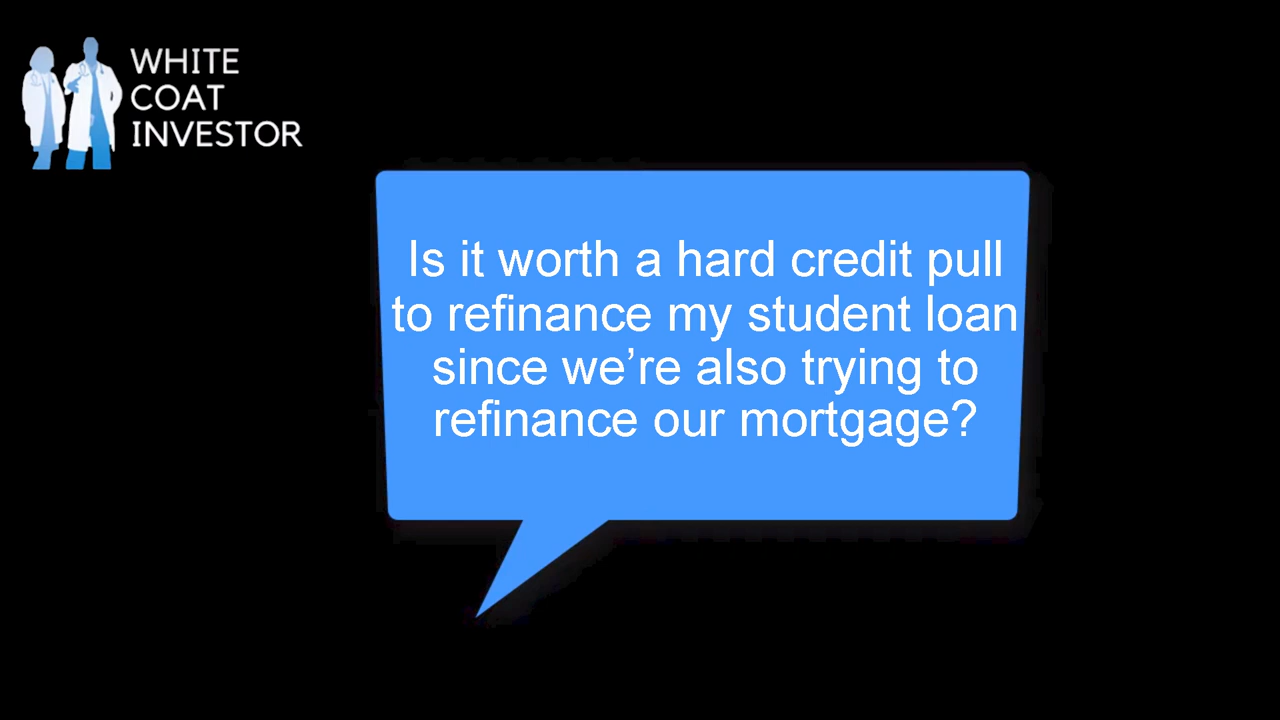 WHITE
COAT
INVESTOR
Is it worth a hard credit pull
to refinance my student loan
since we’re also trying to
refinance our mortgage?